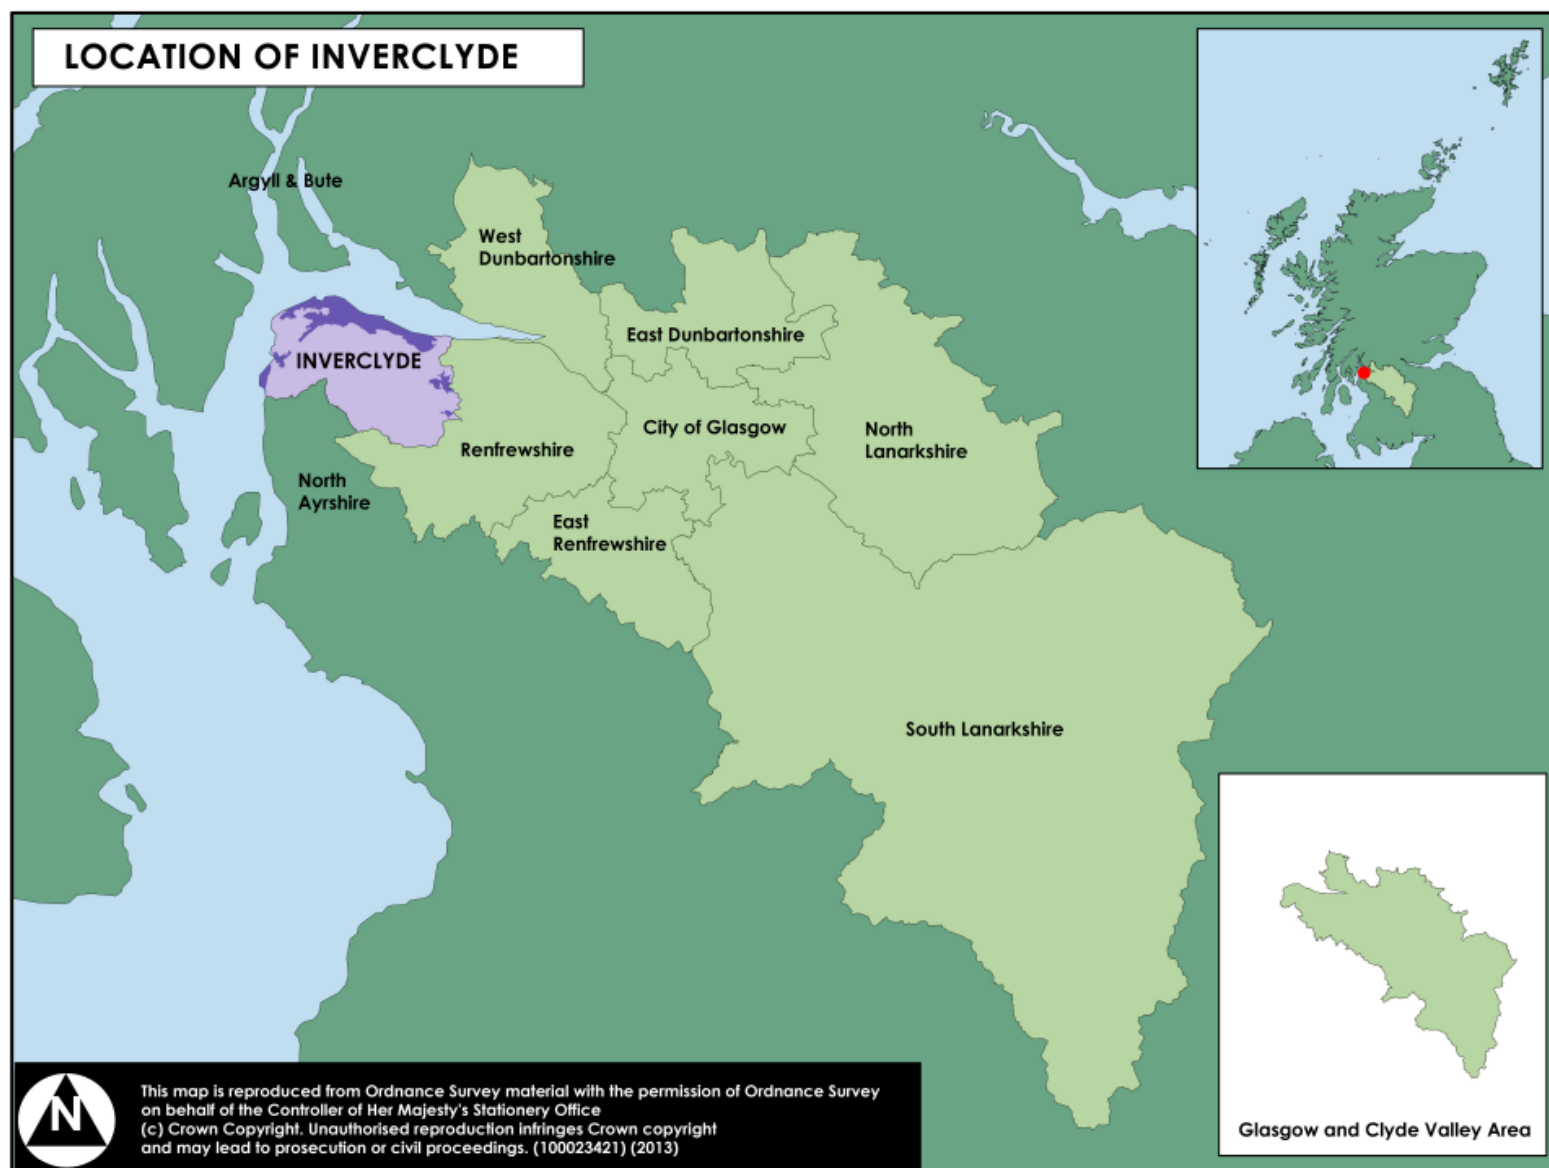 LOCATION OF INVERCLYDE
Argyll & Bute
West
Dunbartonshire
East Dunbartonshire
INVERCLYDE
City of Glasgow
North
Lanarkshire
Renfrewshire
North
Ayrshire
East
Renfrewshire
South Lanarkshire
Glasgow and Clyde Valley Area
N
This map is reproduced from Ordnance Survey material with the permission of Ordnance Survey
on behalf of the Controller of Her Majesty's Stationery Office
(c) Crown Copyright. Unauthorised reproduction infringes Crown copyright
and may lead to prosecution or civil proceedings. (100023421) (2013)